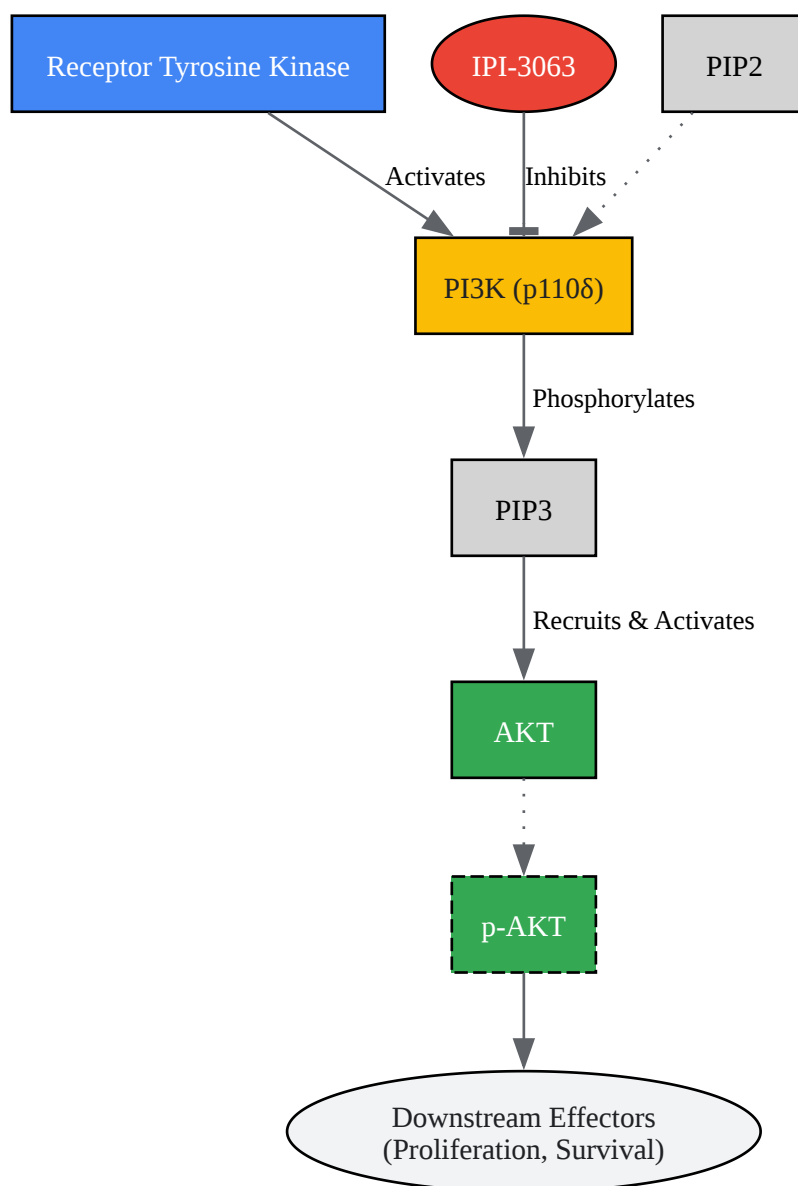 Receptor Tyrosine Kinase
IPI-3063
PIP2
Activates
Inhibits
PI3K (p110δ)
Phosphorylates
PIP3
Recruits & Activates
AKT
p-AKT
Downstream Effectors
(Proliferation, Survival)